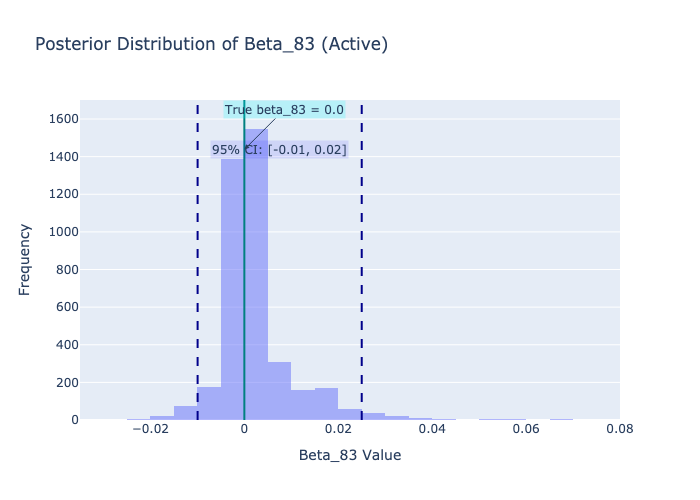 Posterior Distribution of Beta_83 (Active)
True beta_83 = 0.0
95% CI: [-0.01, 0.02]
1600
1400
1200
1000
800
600
400
200
0
Frequency
−0.02 0 0.02 0.04 0.06 0.08
Beta_83 Value